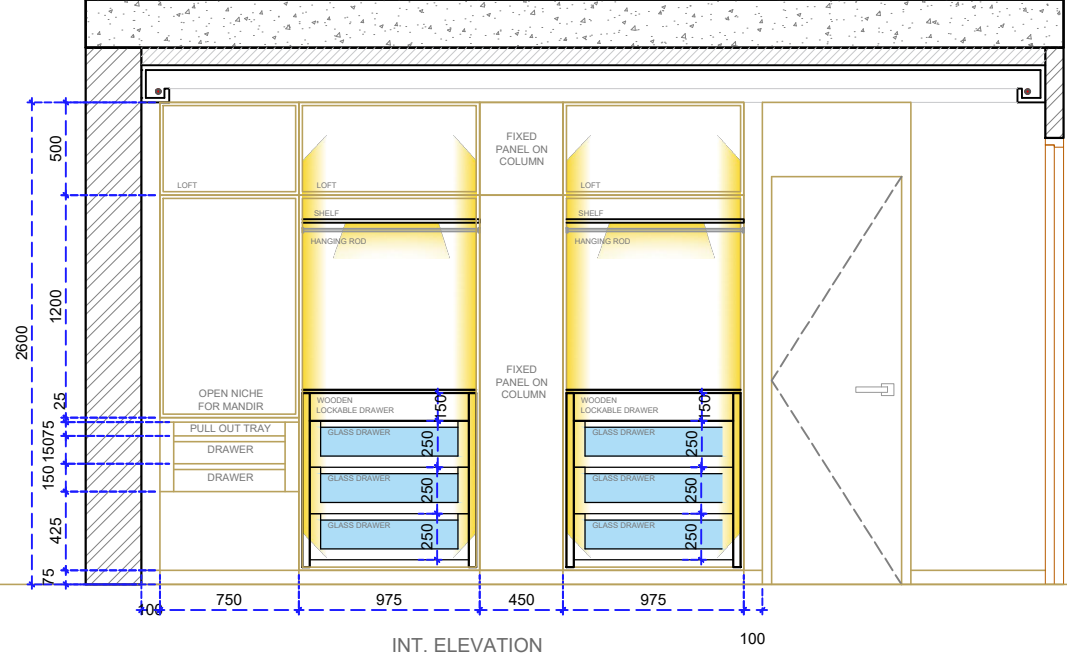 FIXED
PANEL ON
COLUMN
LOFT
LOFT
LOFT
SHELF
SHELF
HANGING ROD
HANGING ROD
500
1200
2600
25
75
150
150
425
75
OPEN NICHE
FOR MANDIR
PULL OUT TRAY
DRAWER
DRAWER
FIXED
PANEL ON
COLUMN
WOODEN
LOCKABLE DRAWER
150
GLASS DRAWER
250
GLASS DRAWER
250
GLASS DRAWER
250
WOODEN
LOCKABLE DRAWER
150
GLASS DRAWER
250
GLASS DRAWER
250
GLASS DRAWER
250
100
750
975
450
975
100
INT. ELEVATION